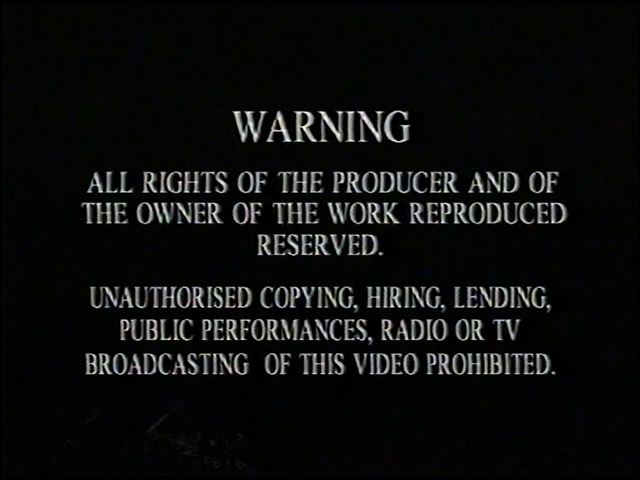 WARNING
ALL RIGHTS OF THE PRODUCER AND OF
THE OWNER OF THE WORK REPRODUCED
RESERVED.
UNAUTHORISED COPYING, HIRING, LENDING,
PUBLIC PERFORMANCES, RADIO OR TV
BROADCASTING OF THIS VIDEO PROHIBITED.